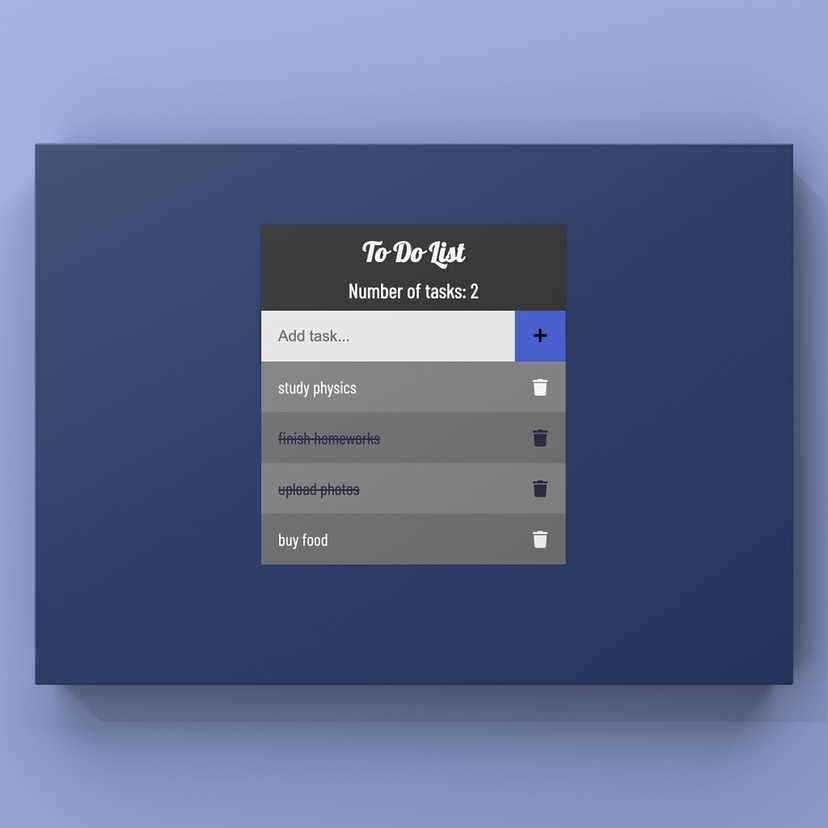 To Do List
Number of tasks: 2
Add task...
study physics
finish homeworks
upload photos
buy food